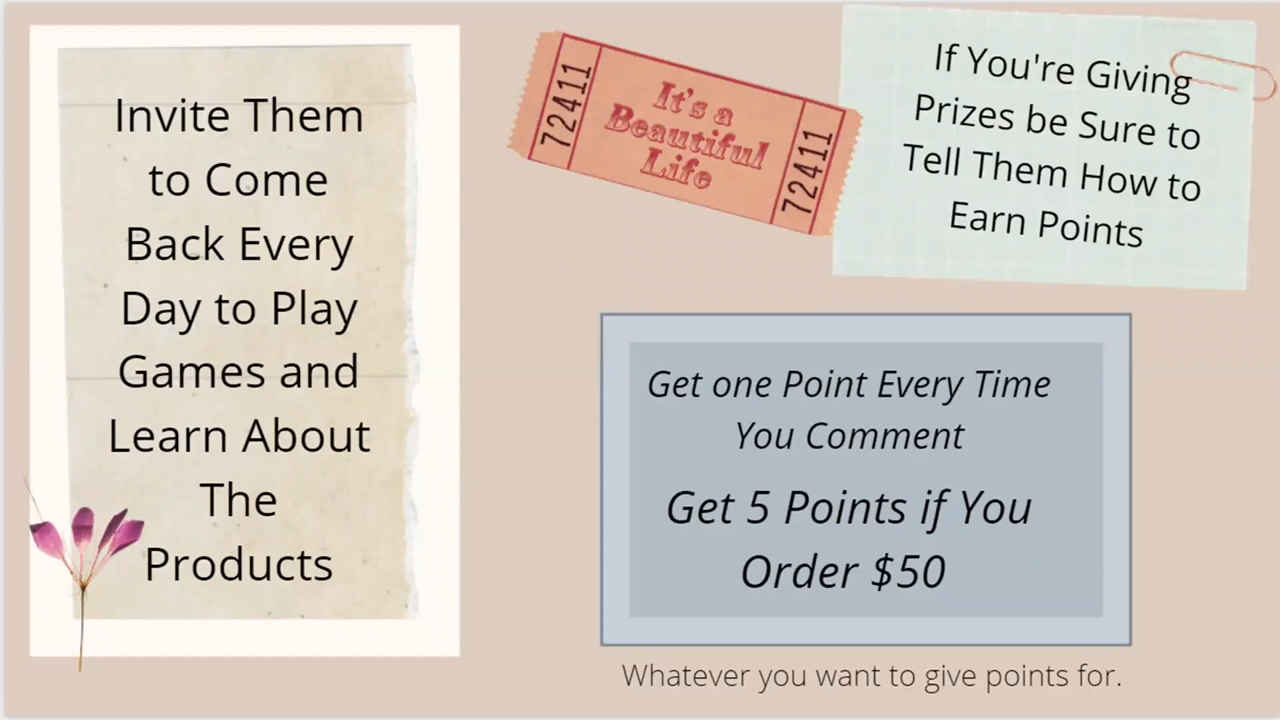 Invite Them
to Come
Back Every
Day to Play
Games and
Learn About
The
Products
72411
It's a
Beautiful
Life
72411
If You're Giving
Prizes be Sure to
Tell Them How to
Earn Points
Get one Point Every Time
You Comment
Get 5 Points if You
Order $50
Whatever you want to give points for.